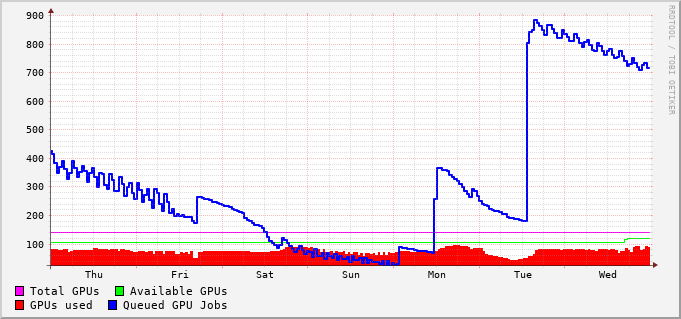 900
800
700
600
500
400
300
200
100
Thu Fri Sat Sun Mon Tue Wed
Total GPUs Available GPUs
GPUs used Queued GPU Jobs
RRDTOOL / TOBI OETIKER